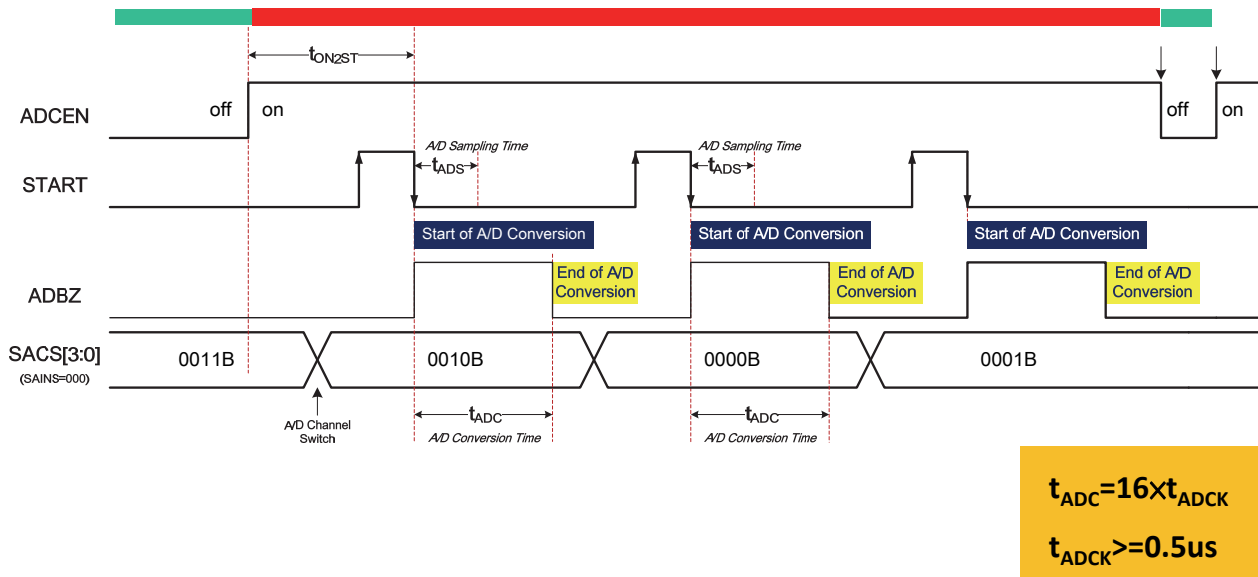 tON2ST
ADCEN
off
on
off
on
A/D Sampling Time
A/D Sampling Time
START
tADS
tADS
Start of A/D Conversion
Start of A/D Conversion
Start of A/D Conversion
ADBZ
End of A/D
Conversion
End of A/D
Conversion
End of A/D
Conversion
SACS[3:0]
(SAINS=000)
0011B
0010B
0000B
0001B
A/D Channel
Switch
tADC
A/D Conversion Time
tADC
A/D Conversion Time
tADC=16×tADCK
tADCK>=0.5us